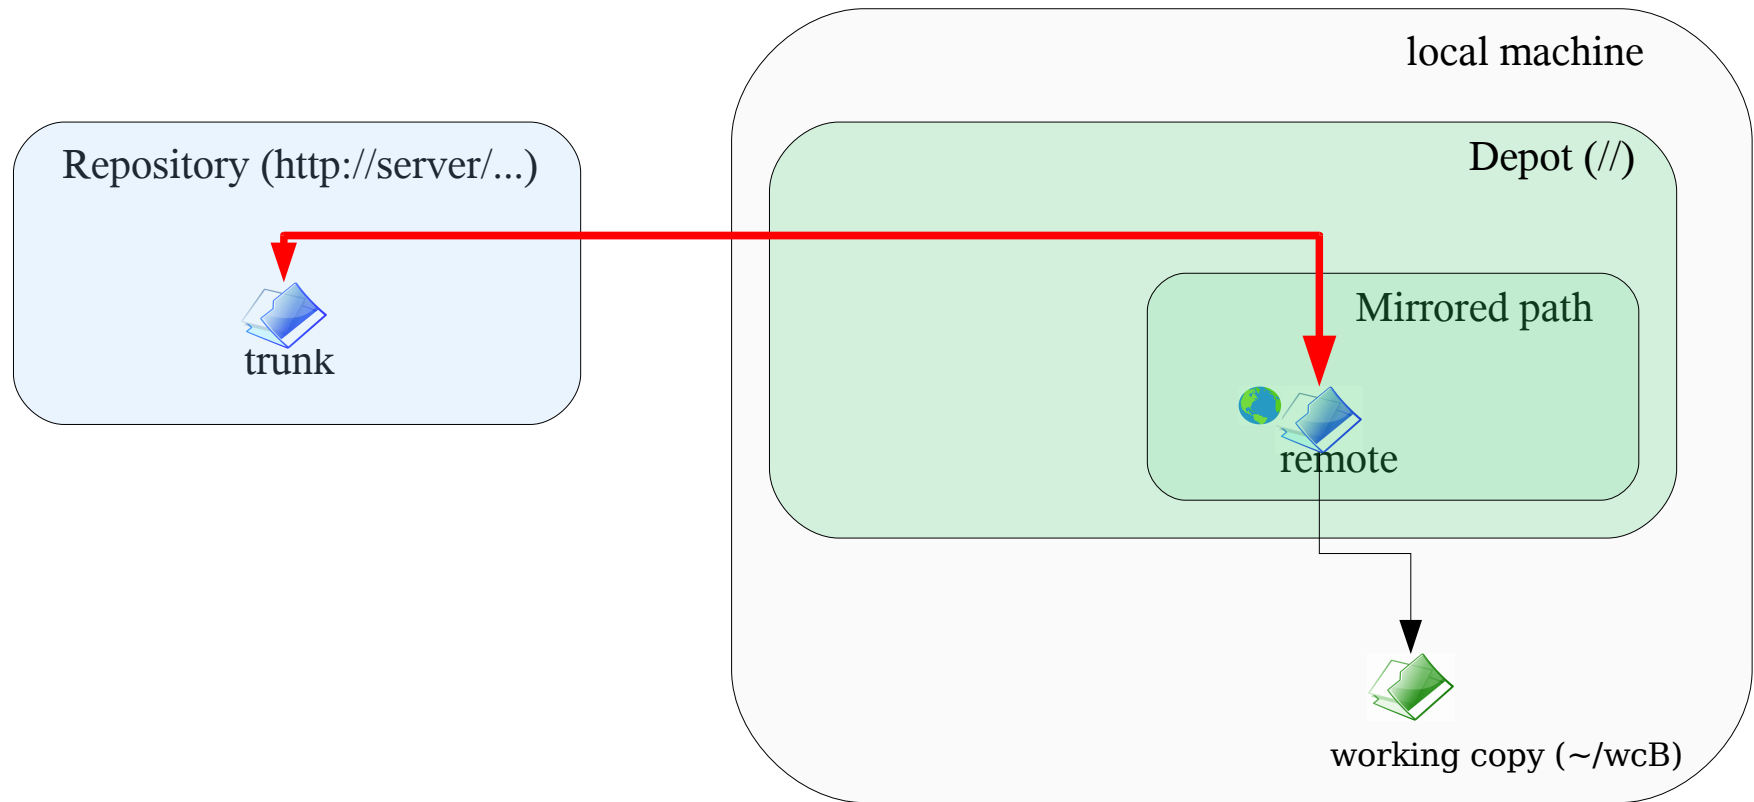 local machine
Repository (http://server/...)
Depot (//)
Mirrored path
trunk
remote
working copy (~/wcB)